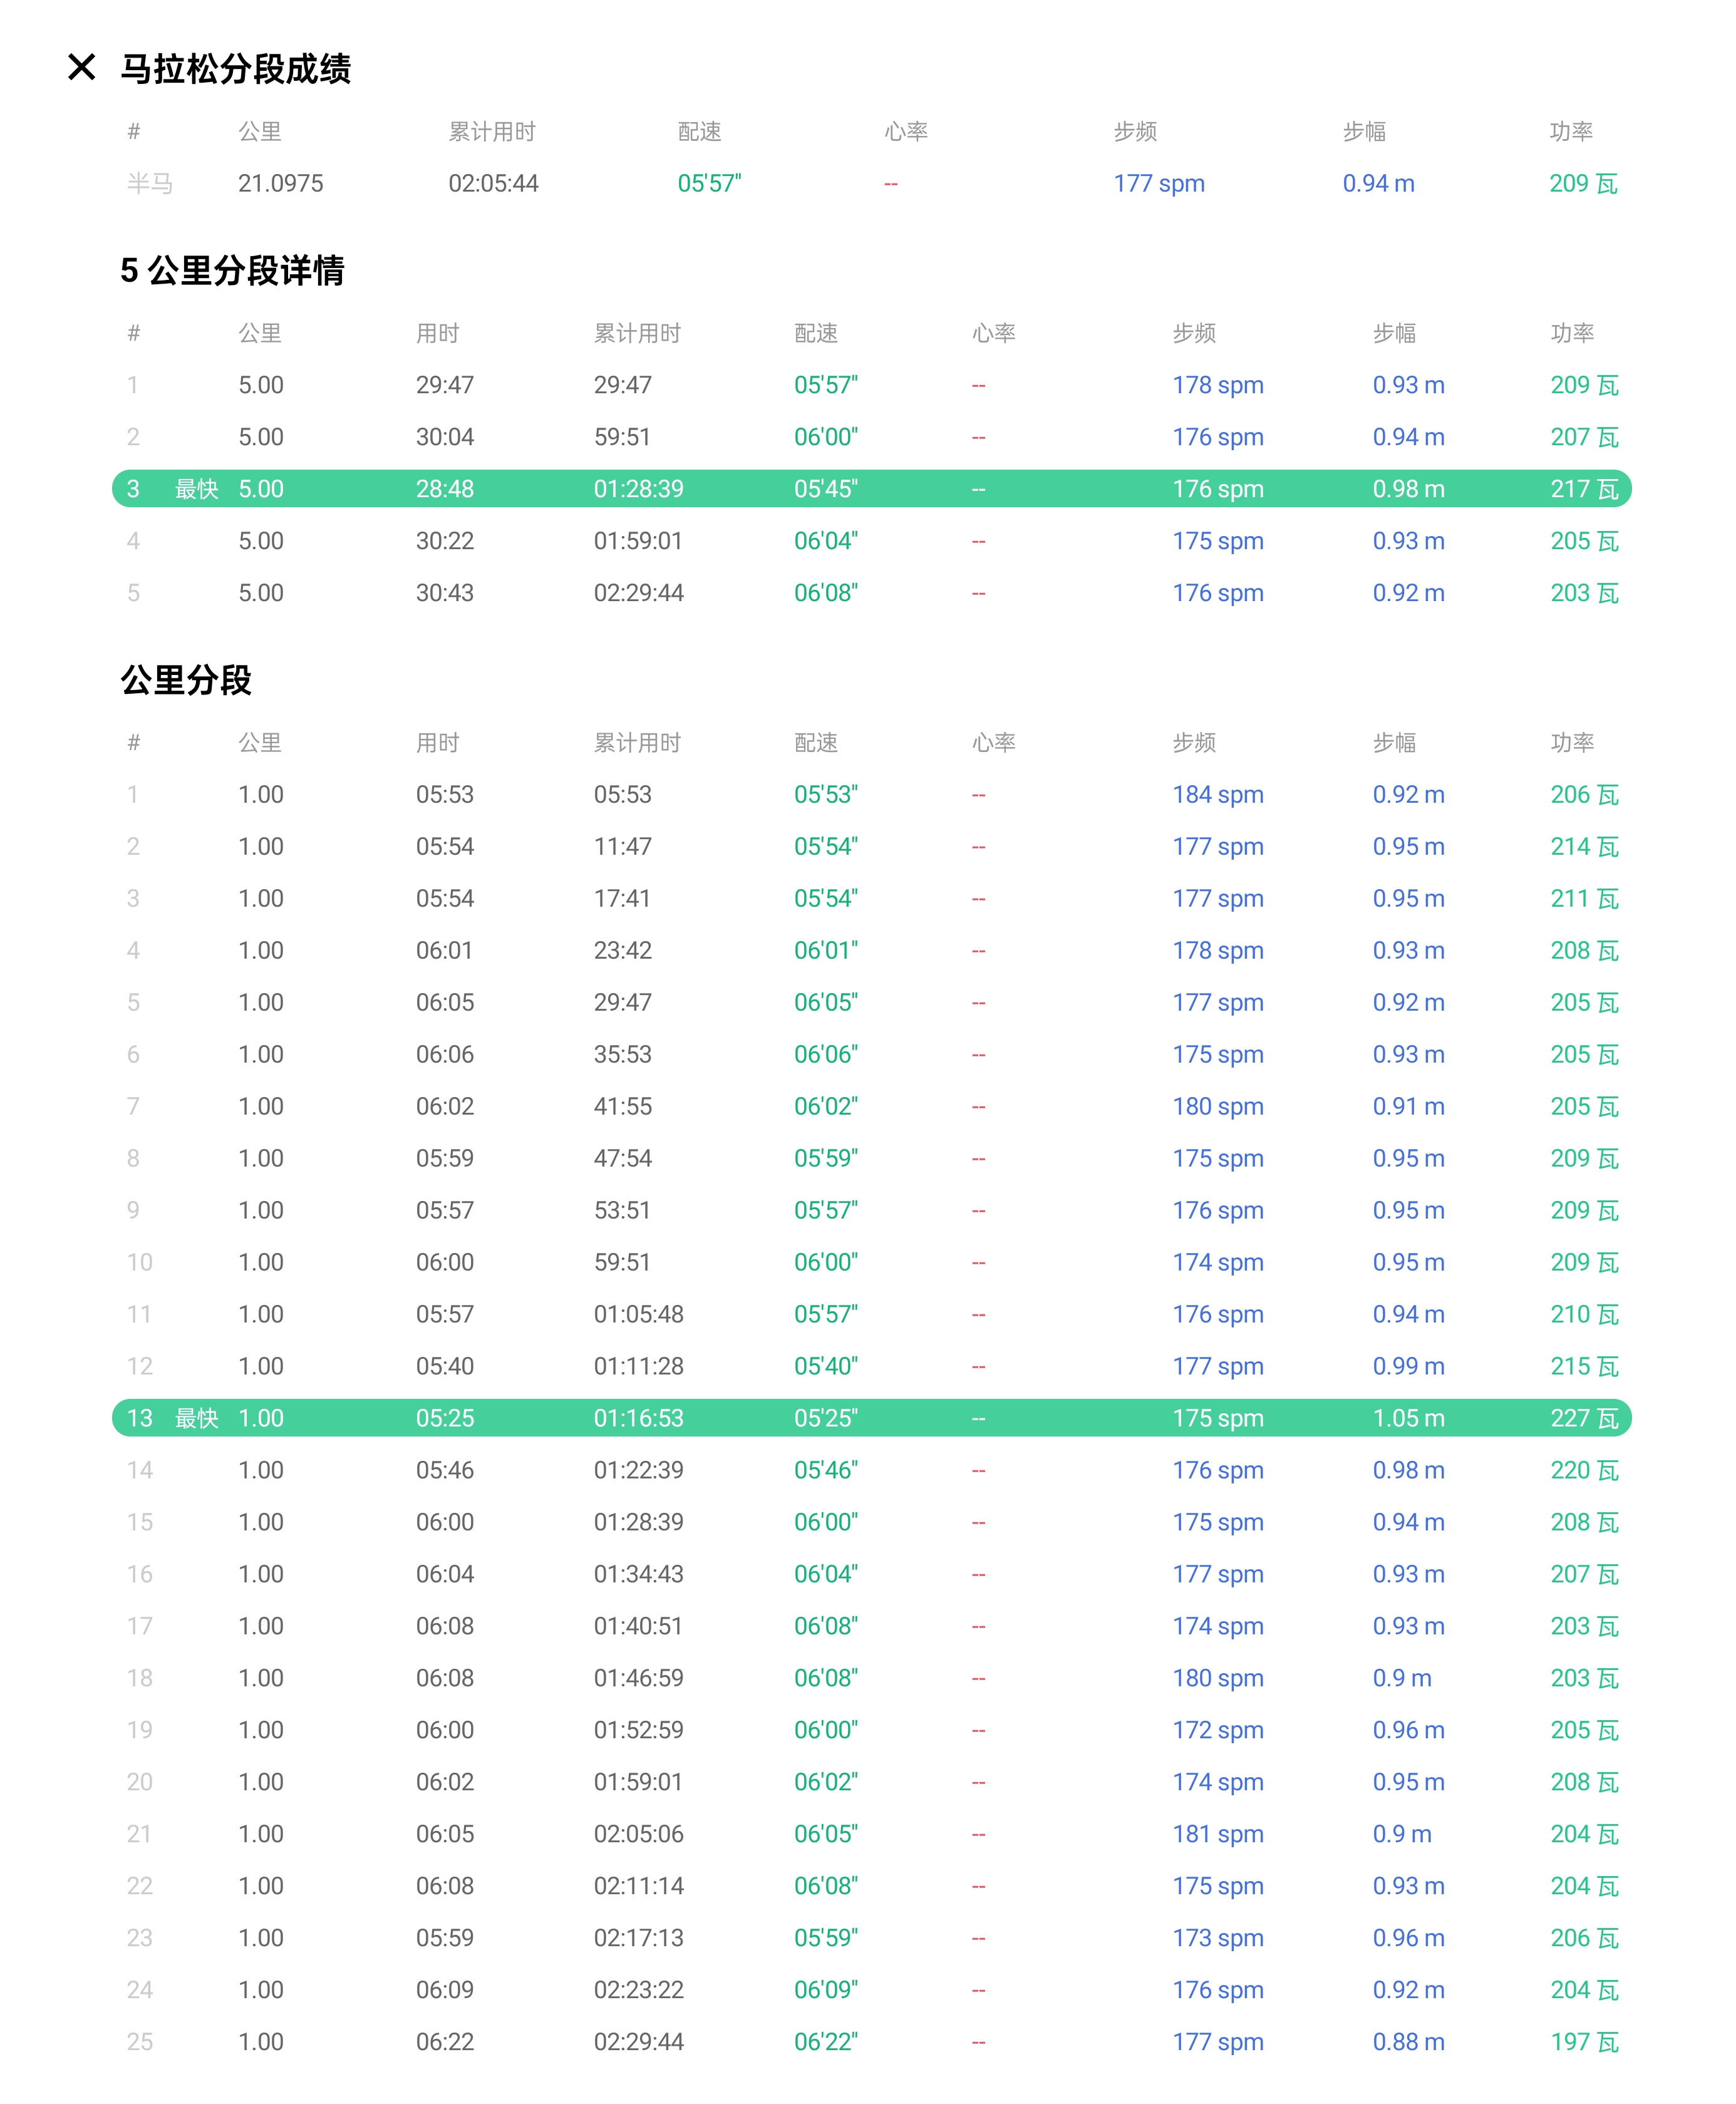 马拉松分段成绩
# 公里 累计用时 配速 心率 步频 步幅 功率
半马 21.0975 02:05:44 05'57" -- 177 spm 0.94 m 209 瓦
5 公里分段详情
# 公里 用时 累计用时 配速 心率 步频 步幅 功率
1 5.00 29:47 29:47 05'57" -- 178 spm 0.93 m 209 瓦
2 5.00 30:04 59:51 06'00" -- 176 spm 0.94 m 207 瓦
3 最快 5.00 28:48 01:28:39 05'45" -- 176 spm 0.98 m 217 瓦
4 5.00 30:22 01:59:01 06'04" -- 175 spm 0.93 m 205 瓦
5 5.00 30:43 02:29:44 06'08" -- 176 spm 0.92 m 203 瓦
公里分段
# 公里 用时 累计用时 配速 心率 步频 步幅 功率
1 1.00 05:53 05:53 05'53" -- 184 spm 0.92 m 206 瓦
2 1.00 05:54 11:47 05'54" -- 177 spm 0.95 m 214 瓦
3 1.00 05:54 17:41 05'54" -- 177 spm 0.95 m 211 瓦
4 1.00 06:01 23:42 06'01" -- 178 spm 0.93 m 208 瓦
5 1.00 06:05 29:47 06'05" -- 177 spm 0.92 m 205 瓦
6 1.00 06:06 35:53 06'06" -- 175 spm 0.93 m 205 瓦
7 1.00 06:02 41:55 06'02" -- 180 spm 0.91 m 205 瓦
8 1.00 05:59 47:54 05'59" -- 175 spm 0.95 m 209 瓦
9 1.00 05:57 53:51 05'57" -- 176 spm 0.95 m 209 瓦
10 1.00 06:00 59:51 06'00" -- 174 spm 0.95 m 209 瓦
11 1.00 05:57 01:05:48 05'57" -- 176 spm 0.94 m 210 瓦
12 1.00 05:40 01:11:28 05'40" -- 177 spm 0.99 m 215 瓦
13 最快 1.00 05:25 01:16:53 05'25" -- 175 spm 1.05 m 227 瓦
14 1.00 05:46 01:22:39 05'46" -- 176 spm 0.98 m 220 瓦
15 1.00 06:00 01:28:39 06'00" -- 175 spm 0.94 m 208 瓦
16 1.00 06:04 01:34:43 06'04" -- 177 spm 0.93 m 207 瓦
17 1.00 06:08 01:40:51 06'08" -- 174 spm 0.93 m 203 瓦
18 1.00 06:08 01:46:59 06'08" -- 180 spm 0.9 m 203 瓦
19 1.00 06:00 01:52:59 06'00" -- 172 spm 0.96 m 205 瓦
20 1.00 06:02 01:59:01 06'02" -- 174 spm 0.95 m 208 瓦
21 1.00 06:05 02:05:06 06'05" -- 181 spm 0.9 m 204 瓦
22 1.00 06:08 02:11:14 06'08" -- 175 spm 0.93 m 204 瓦
23 1.00 05:59 02:17:13 05'59" -- 173 spm 0.96 m 206 瓦
24 1.00 06:09 02:23:22 06'09" -- 176 spm 0.92 m 204 瓦
25 1.00 06:22 02:29:44 06'22" -- 177 spm 0.88 m 197 瓦